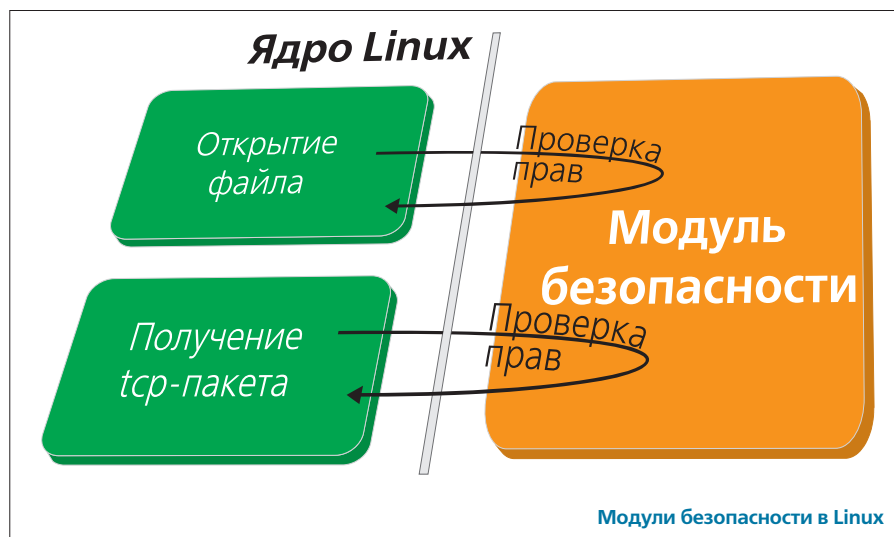 Ядро Linux
Открытие
файла
Проверка
прав
Модуль
безопасности
Получение
tcp-пакета
Проверка
прав
Модули безопасности в Linux